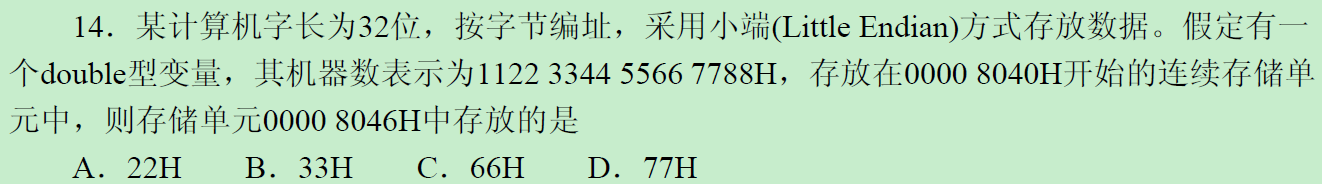 14．某计算机字长为32位，按字节编址，采用小端(Little Endian)方式存放数据。假定有一
个double型变量，其机器数表示为1122 3344 5566 7788H，存放在0000 8040H开始的连续存储单
元中，则存储单元0000 8046H中存放的是
A．22H B．33H C．66H D．77H